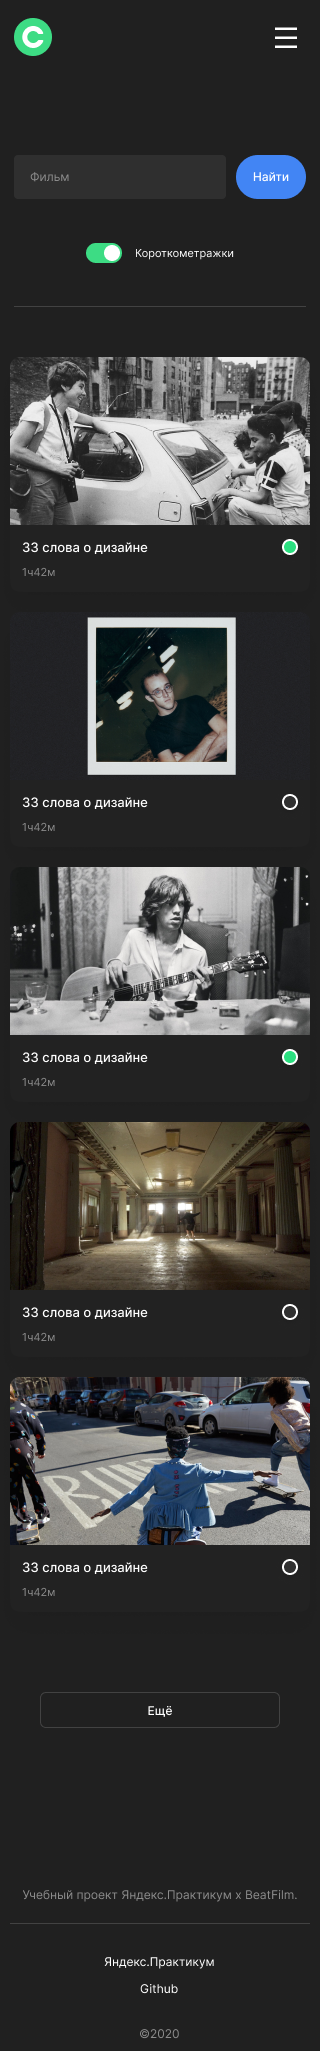 C
Фильм
Найти
Короткометражки
33 слова о дизайне
1ч42м
33 слова о дизайне
1ч42м
33 слова о дизайне
1ч42м
33 слова о дизайне
1ч42м
33 слова о дизайне
1ч42м
Ещё
Учебный проект Яндекс.Практикум х BeatFilm.
Яндекс.Практикум
Github
©2020